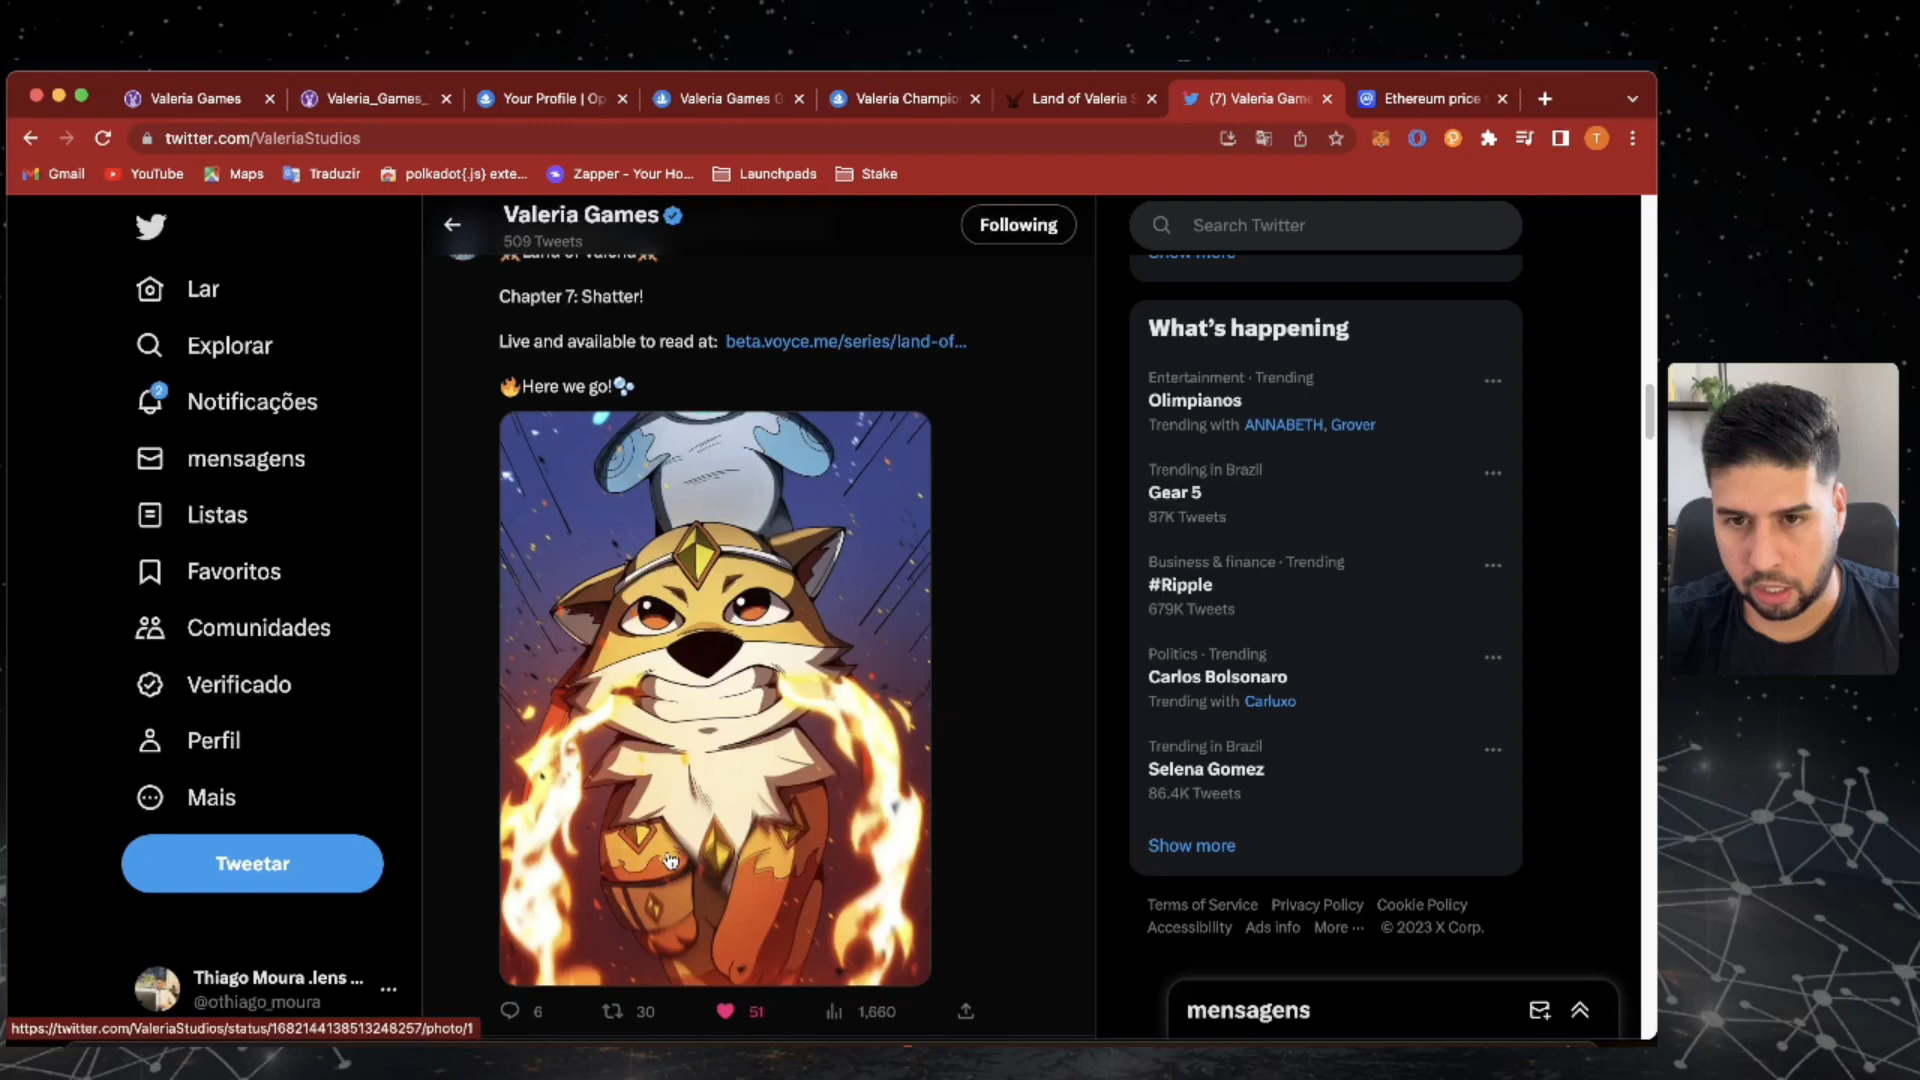 Valeria Games
Valeria_Games_
Your Profile | Op
Valeria Games G
Valeria Champio
Land of Valeria S
(7) Valeria Game
Ethereum price t
twitter.com/ValeriaStudios
T
Gmail
YouTube
Maps
Traduzir
polkadot{.js} exte...
Zapper - Your Ho...
Launchpads
Stake
Lar
Explorar
2
Notificações
mensagens
Listas
Favoritos
Comunidades
Verificado
Perfil
Mais
Tweetar
Thiago Moura .lens ...
@othiago_moura
https://twitter.com/ValeriaStudios/status/1682144138513248257/photo/1
Valeria Games
509 Tweets
Following
Land of Valeria
Chapter 7: Shatter!
Live and available to read at: beta.voyce.me/series/land-of...
🔥Here we go!🫧
6
30
51
1,660
Search Twitter
Show more
What's happening
Entertainment · Trending
Olimpianos
Trending with ANNABETH, Grover
Trending in Brazil
Gear 5
87K Tweets
Business & finance · Trending
#Ripple
679K Tweets
Politics · Trending
Carlos Bolsonaro
Trending with Carluxo
Trending in Brazil
Selena Gomez
86.4K Tweets
Show more
Terms of Service Privacy Policy Cookie Policy
Accessibility Ads info More ··· © 2023 X Corp.
mensagens